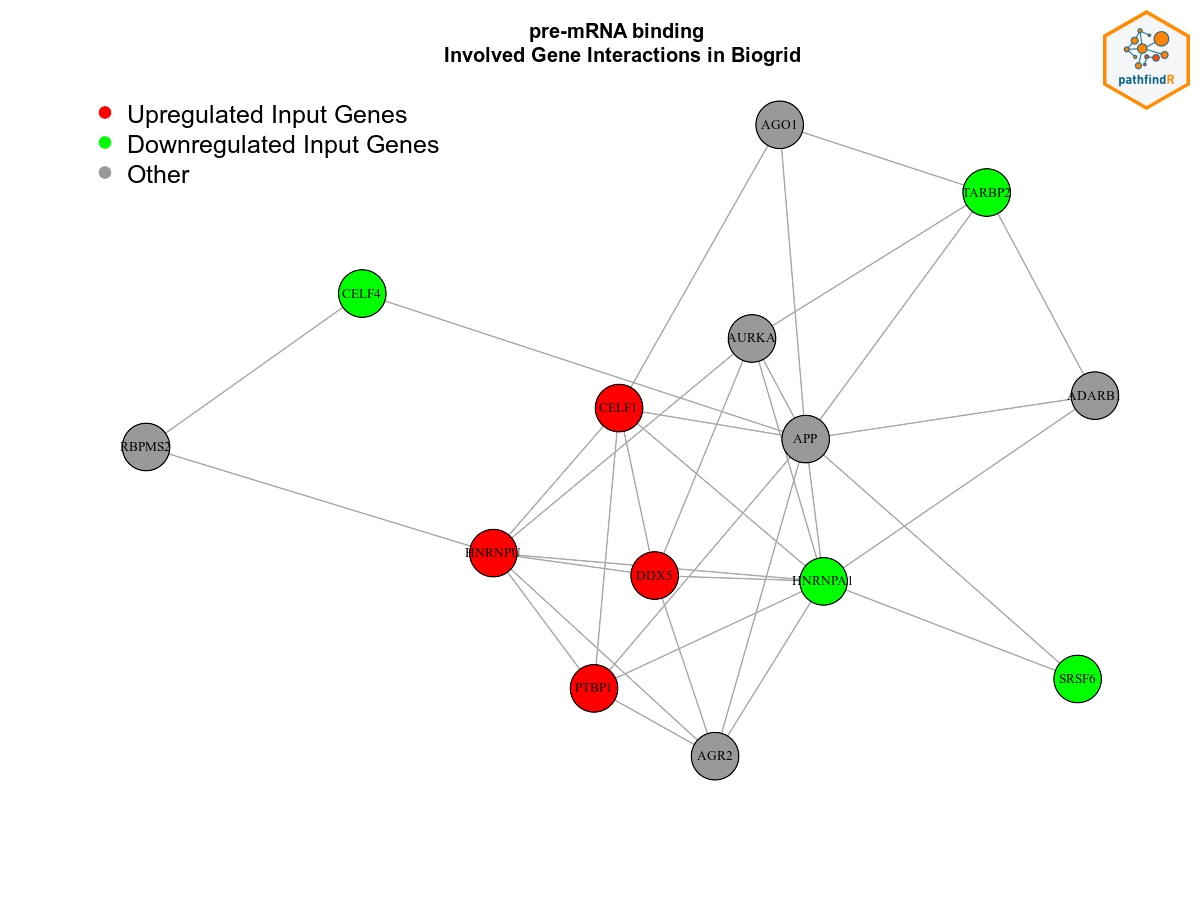 pre-mRNA binding
Involved Gene Interactions in Biogrid
pathfindR
Upregulated Input Genes
Downregulated Input Genes
Other
AGO1
TARBP2
CELF4
AURKA
ADARB1
CELF1
APP
RBPMS2
HNRNPU
DDX5
HNRNPA1
SRSF6
PTBP1
AGR2